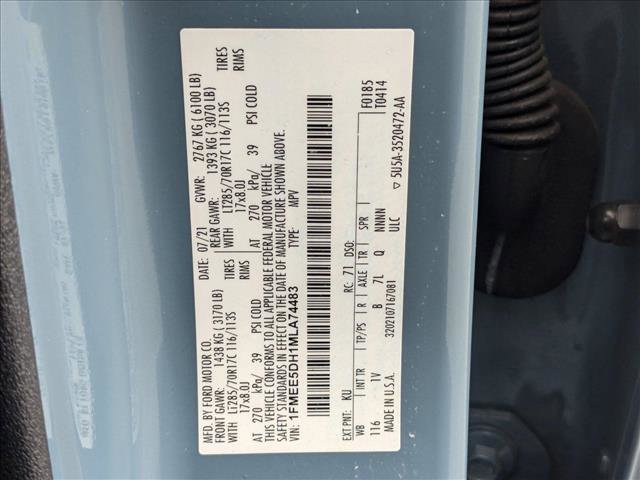 MFD. BY FORD MOTOR CO.
DATE: 07/21 GVWR: 2767 KG ( 6100 LB)
FRONT GAWR: 1438 KG ( 3170 LB) REAR GAWR: 1393 KG ( 3070 LB)
WITH LT285/70R17C 116/113S TIRES WITH LT285/70R17C 116/113S TIRES
17x8.0J RIMS 17x8.0J RIMS
AT 270 kPa/ 39 PSI COLD AT 270 kPa/ 39 PSI COLD
THIS VEHICLE CONFORMS TO ALL APPLICABLE FEDERAL MOTOR VEHICLE
SAFETY STANDARDS IN EFFECT ON THE DATE OF MANUFACTURE SHOWN ABOVE.
VIN: 1FMEE5DH1MLA74483
TYPE: MPV
F0185
T0414
EXT PNT: KU RC: 71 DSO:
WB INT TR TP/PS R AXLE TR SPR
116 1V B 7L Q NNNN
ULC ▽ 5U5A-3520472-AA
MADE IN U.S.A. 3202107167081